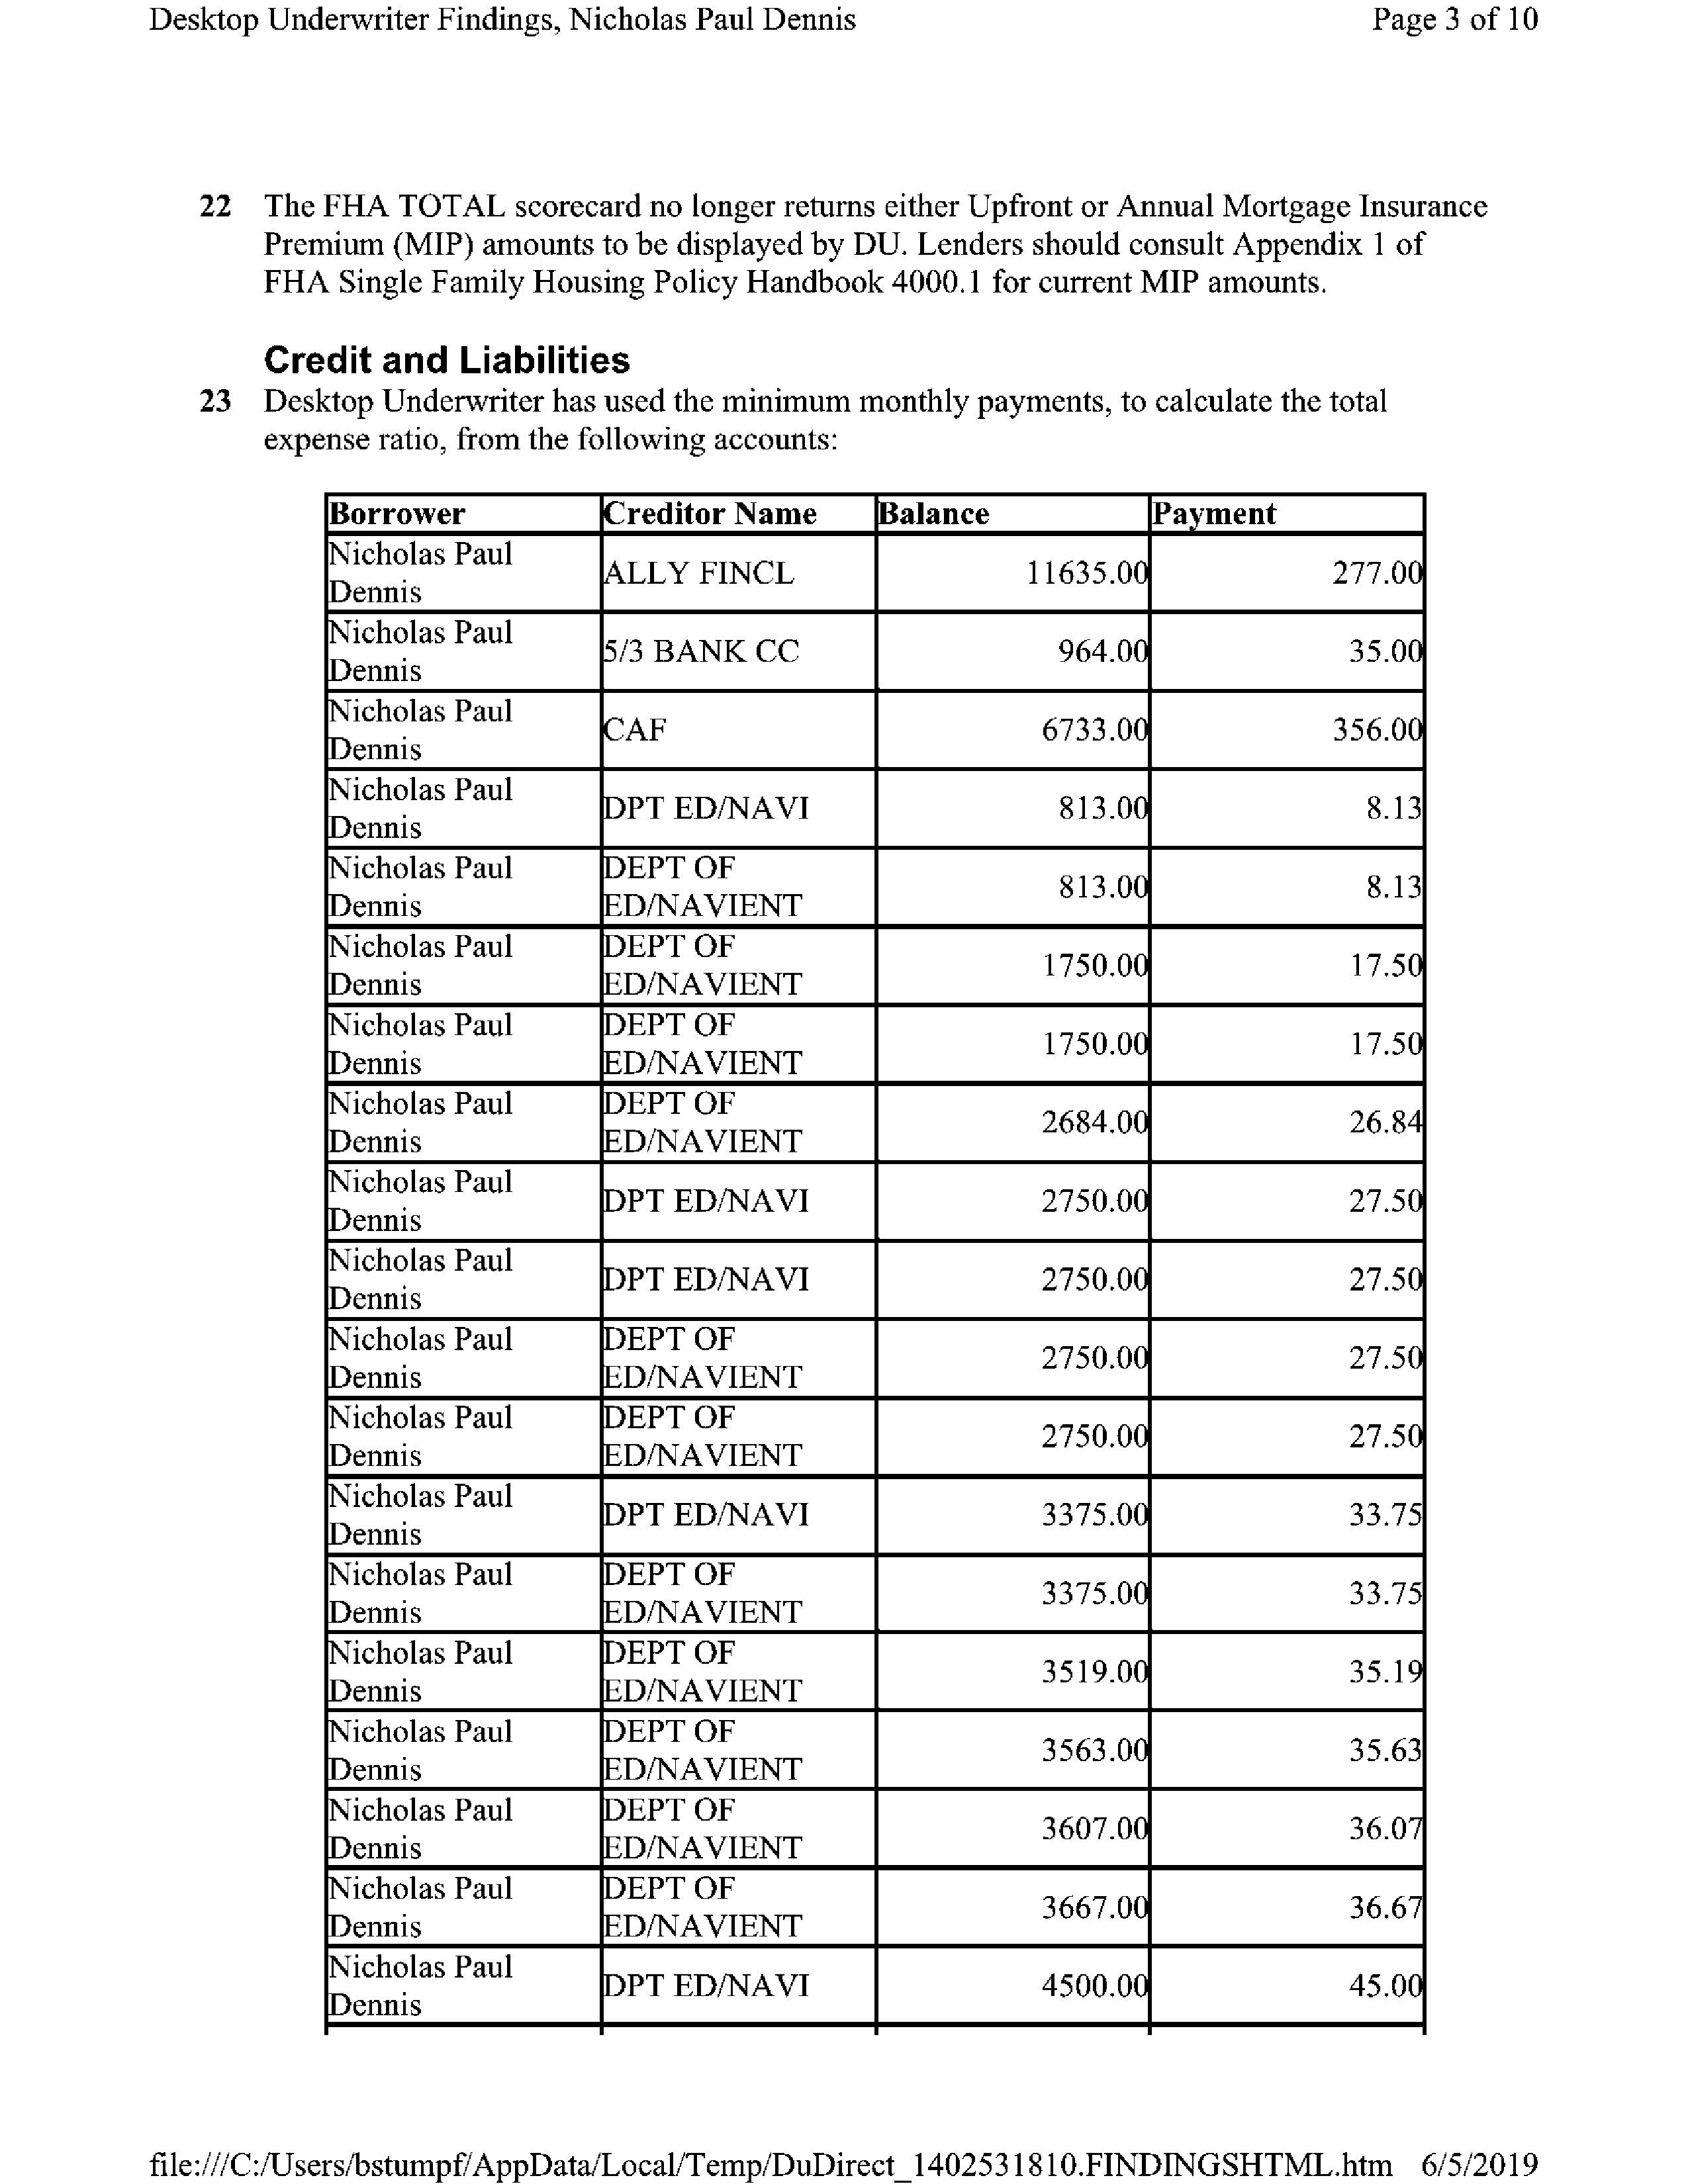 Desktop Underwriter Findings, Nicholas Paul Dennis Page 3 of 10
22 The FHA TOTAL scorecard no longer returns either Upfront or Annual Mortgage Insurance
Premium (MIP) amounts to be displayed by DU. Lenders should consult Appendix 1 of
FHA Single Family Housing Policy Handbook 4000.1 for current MIP amounts.
Credit and Liabilities
23 Desktop Underwriter has used the minimum monthly payments, to calculate the total
expense ratio, from the following accounts:
Borrower Creditor Name Balance Payment
Nicholas Paul
Dennis
ALLY FINCL 11635.00 277.00
Nicholas Paul
Dennis
5/3 BANK CC 964.00 35.00
Nicholas Paul
Dennis
CAF 6733.00 356.00
Nicholas Paul
Dennis
DPT ED/NAVI 813.00 8.13
Nicholas Paul
Dennis
DEPT OF
ED/NAVIENT
813.00 8.13
Nicholas Paul
Dennis
DEPT OF
ED/NAVIENT
1750.00 17.50
Nicholas Paul
Dennis
DEPT OF
ED/NAVIENT
1750.00 17.50
Nicholas Paul
Dennis
DEPT OF
ED/NAVIENT
2684.00 26.84
Nicholas Paul
Dennis
DPT ED/NAVI 2750.00 27.50
Nicholas Paul
Dennis
DPT ED/NAVI 2750.00 27.50
Nicholas Paul
Dennis
DEPT OF
ED/NAVIENT
2750.00 27.50
Nicholas Paul
Dennis
DEPT OF
ED/NAVIENT
2750.00 27.50
Nicholas Paul
Dennis
DPT ED/NAVI 3375.00 33.75
Nicholas Paul
Dennis
DEPT OF
ED/NAVIENT
3375.00 33.75
Nicholas Paul
Dennis
DEPT OF
ED/NAVIENT
3519.00 35.19
Nicholas Paul
Dennis
DEPT OF
ED/NAVIENT
3563.00 35.63
Nicholas Paul
Dennis
DEPT OF
ED/NAVIENT
3607.00 36.07
Nicholas Paul
Dennis
DEPT OF
ED/NAVIENT
3667.00 36.67
Nicholas Paul
Dennis
DPT ED/NAVI 4500.00 45.00
file:///C:/Users/bstumpf/AppData/Local/Temp/DuDirect_1402531810.FINDINGSHTML.htm 6/5/2019